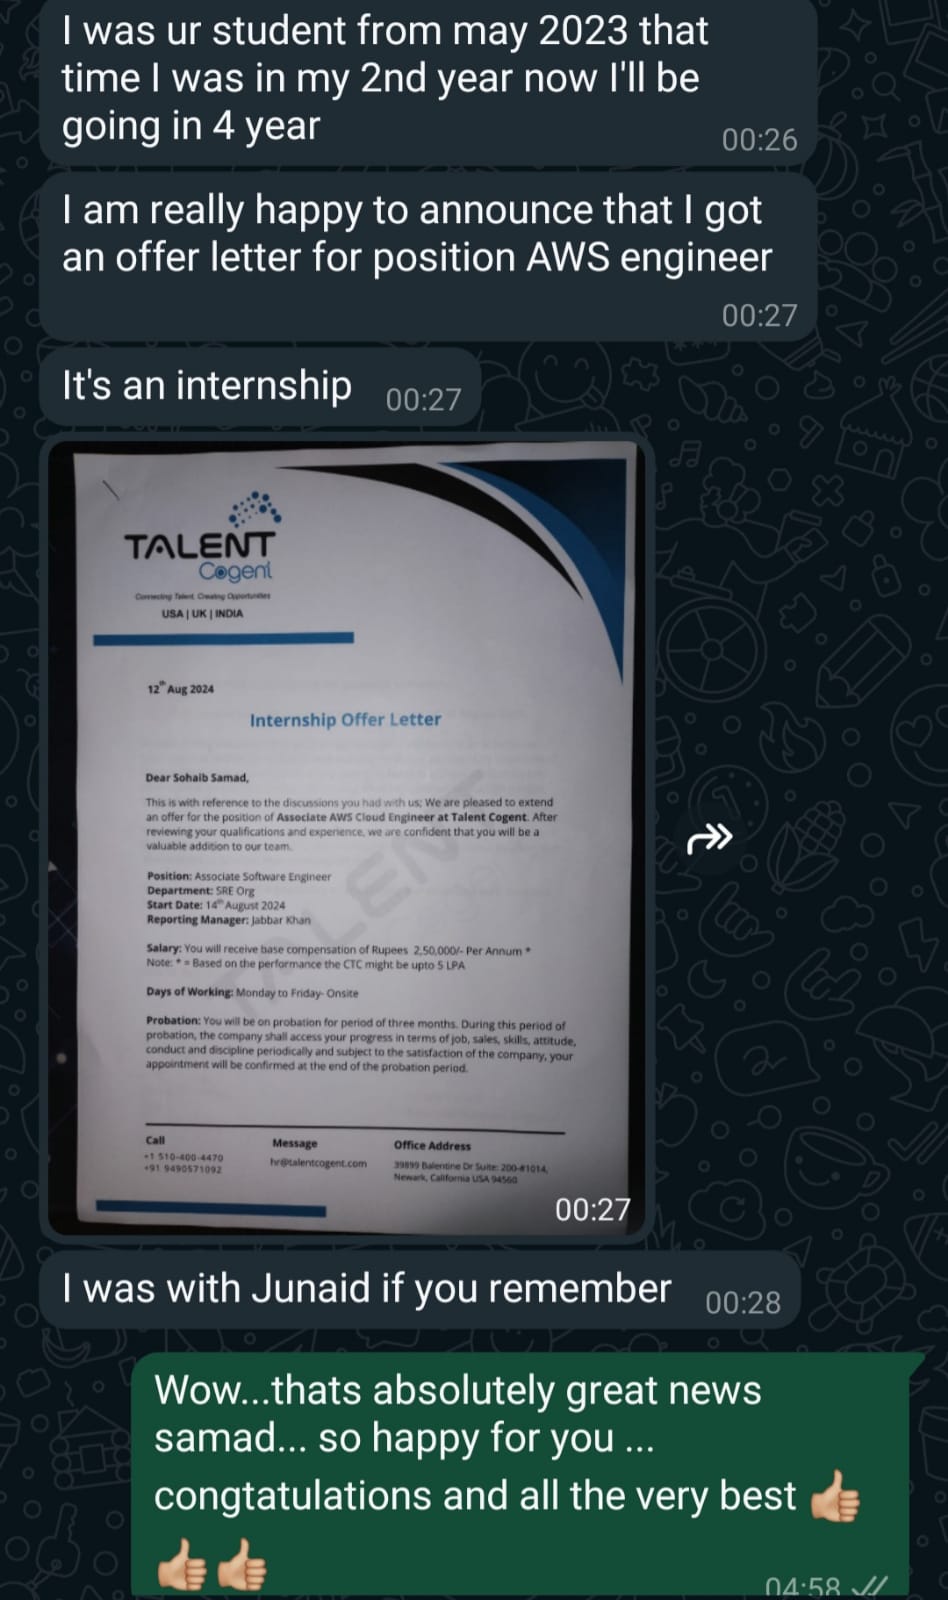 I was ur student from may 2023 that
time I was in my 2nd year now I'll be
going in 4 year
00:26
I am really happy to announce that I got
an offer letter for position AWS engineer
00:27
It's an internship 00:27
TALENT
Cogent
Connecting Talent, Creating Opportunities
USA | UK | INDIA
12th Aug 2024
Internship Offer Letter
Dear Sohaib Samad,
This is with reference to the discussions you had with us; We are pleased to extend
an offer for the position of Associate AWS Cloud Engineer at Talent Cogent. After
reviewing your qualifications and experience, we are confident that you will be a
valuable addition to our team.
Position: Associate Software Engineer
Department: SRE Org
Start Date: 14th August 2024
Reporting Manager: Jabbar Khan
Salary: You will receive base compensation of Rupees 2,50,000/- Per Annum *
Note: * = Based on the performance the CTC might be upto 5 LPA
Days of Working: Monday to Friday- Onsite
Probation: You will be on probation for period of three months. During this period of
probation, the company shall access your progress in terms of job, sales, skills, attitude,
conduct and discipline periodically and subject to the satisfaction of the company, your
appointment will be confirmed at the end of the probation period.
TALENT
Call
+1 510-400-4470
+91 9490571092
Message
hr@talentcogent.com
Office Address
39899 Balentine Dr Suite: 200-#1014,
Newark, California USA 94560
00:27
I was with Junaid if you remember 00:28
Wow...thats absolutely great news
samad... so happy for you ...
congtatulations and all the very best 👍🏼
👍🏼👍🏼
04:58